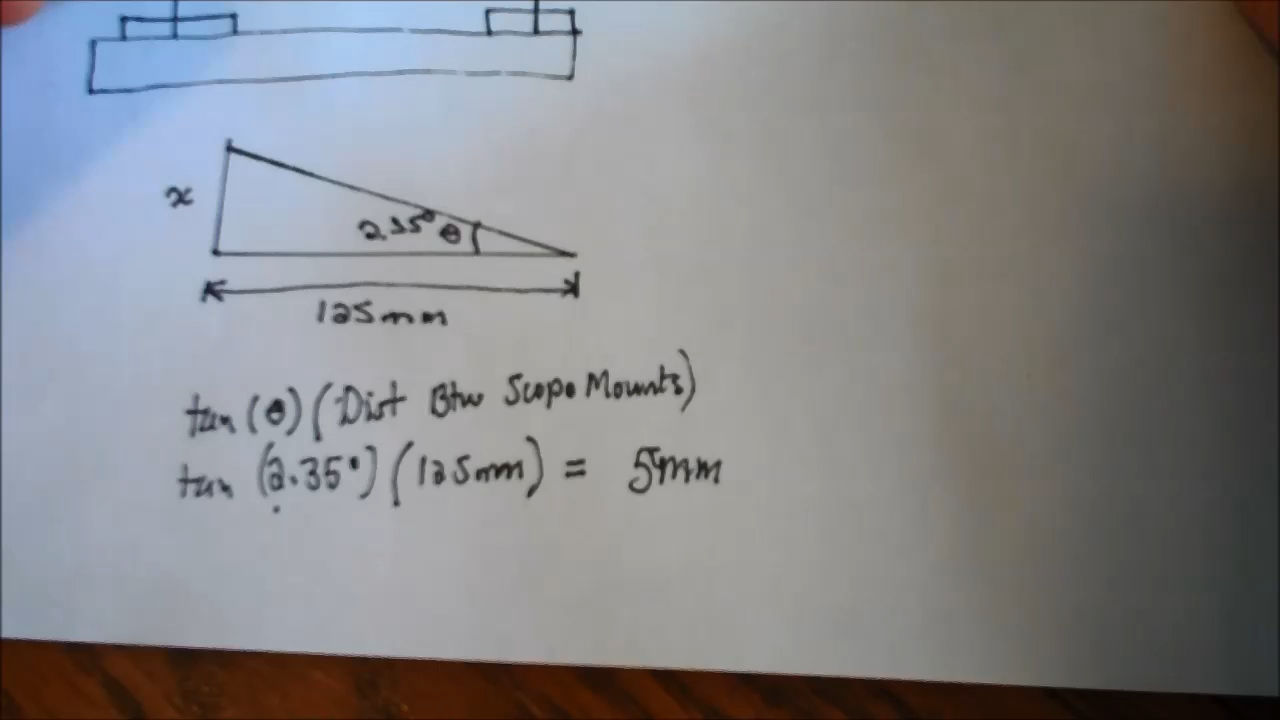 x
2.35° θ
125mm
tan (θ) (Dist Btw Scope Mounts)
tan (2.35°) (125mm) = 5mm